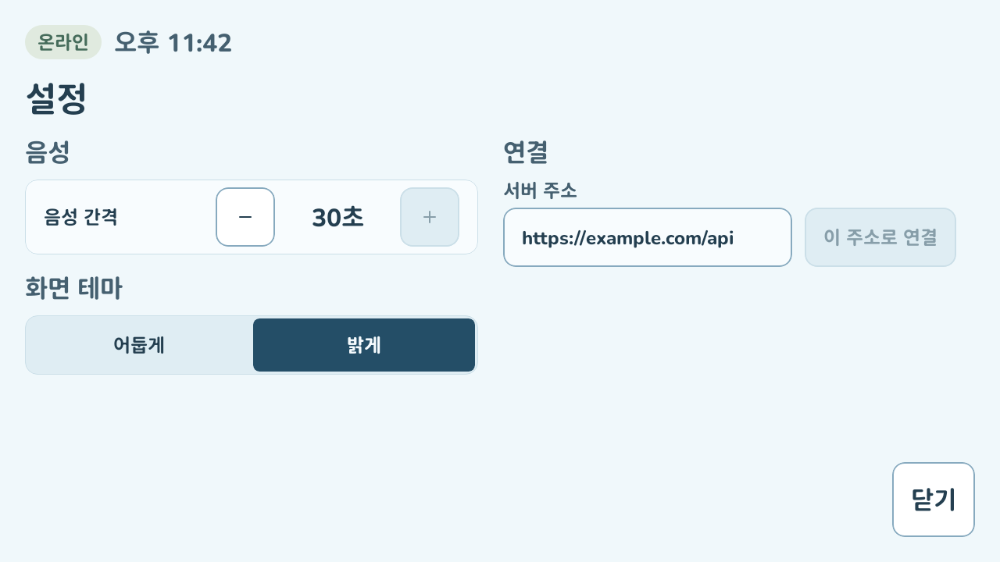 온라인 오후 11:42
설정
음성
음성 간격 − 30초 +
화면 테마
어둡게 밝게
연결
서버 주소
https://example.com/api 이 주소로 연결
닫기